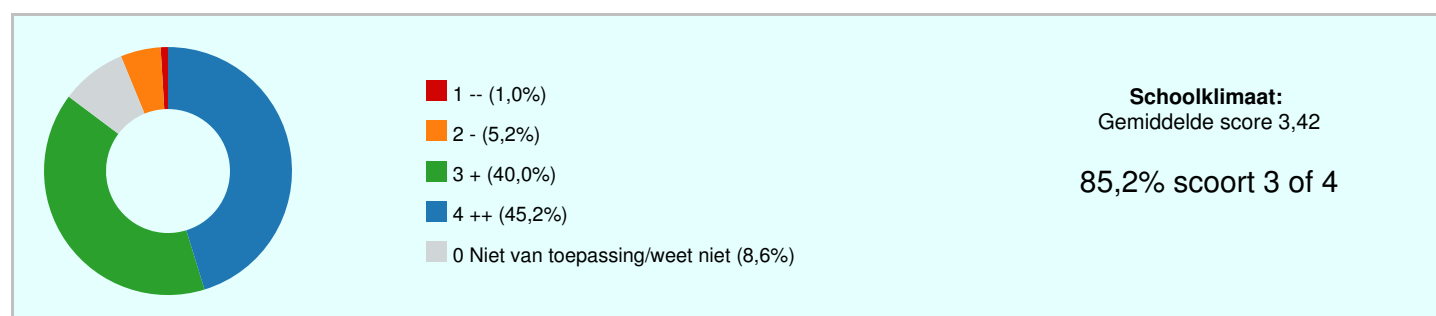 1 -- (1,0%)
2 - (5,2%)
3 + (40,0%)
4 ++ (45,2%)
0 Niet van toepassing/weet niet (8,6%)
Schoolklimaat:
Gemiddelde score 3,42
85,2% scoort 3 of 4